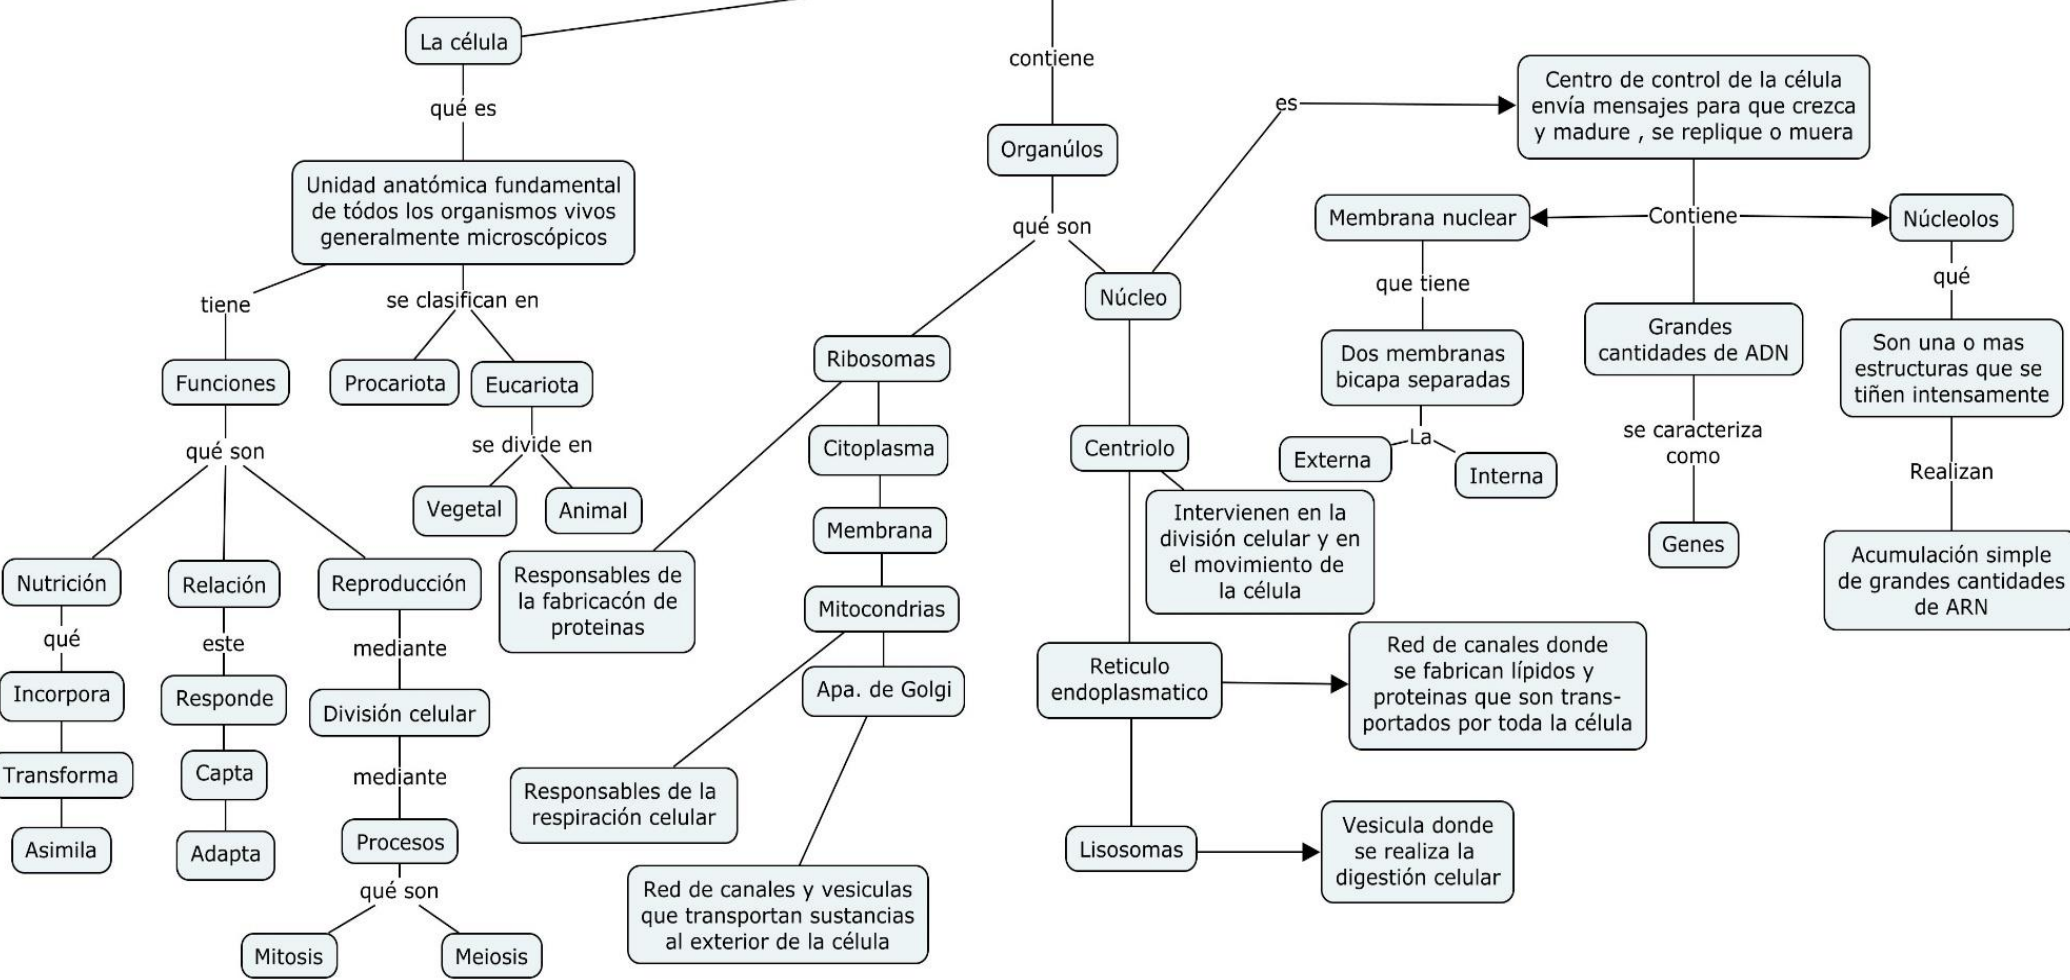 La célula
qué es
Unidad anatómica fundamental
de tódos los organismos vivos
generalmente microscópicos
tiene
se clasifican en
Funciones
Procariota
Eucariota
qué son
se divide en
Vegetal
Animal
Nutrición
Relación
Reproducción
qué
este
mediante
Incorpora
Responde
División celular
Transforma
Capta
mediante
Asimila
Adapta
Procesos
qué son
Mitosis
Meiosis
contiene
Organúlos
qué son
Ribosomas
Núcleo
Citoplasma
Membrana
Mitocondrias
Apa. de Golgi
Responsables de
la fabricacón de
proteinas
Responsables de la
respiración celular
Red de canales y vesiculas
que transportan sustancias
al exterior de la célula
Centriolo
Intervienen en la
división celular y en
el movimiento de
la célula
Reticulo
endoplasmatico
Red de canales donde
se fabrican lípidos y
proteinas que son trans-
portados por toda la célula
Lisosomas
Vesicula donde
se realiza la
digestión celular
es
Centro de control de la célula
envía mensajes para que crezca
y madure , se replique o muera
Membrana nuclear
Contiene
Núcleolos
que tiene
qué
Dos membranas
bicapa separadas
Grandes
cantidades de ADN
Son una o mas
estructuras que se
tiñen intensamente
La
Externa
Interna
se caracteriza
como
Realizan
Genes
Acumulación simple
de grandes cantidades
de ARN